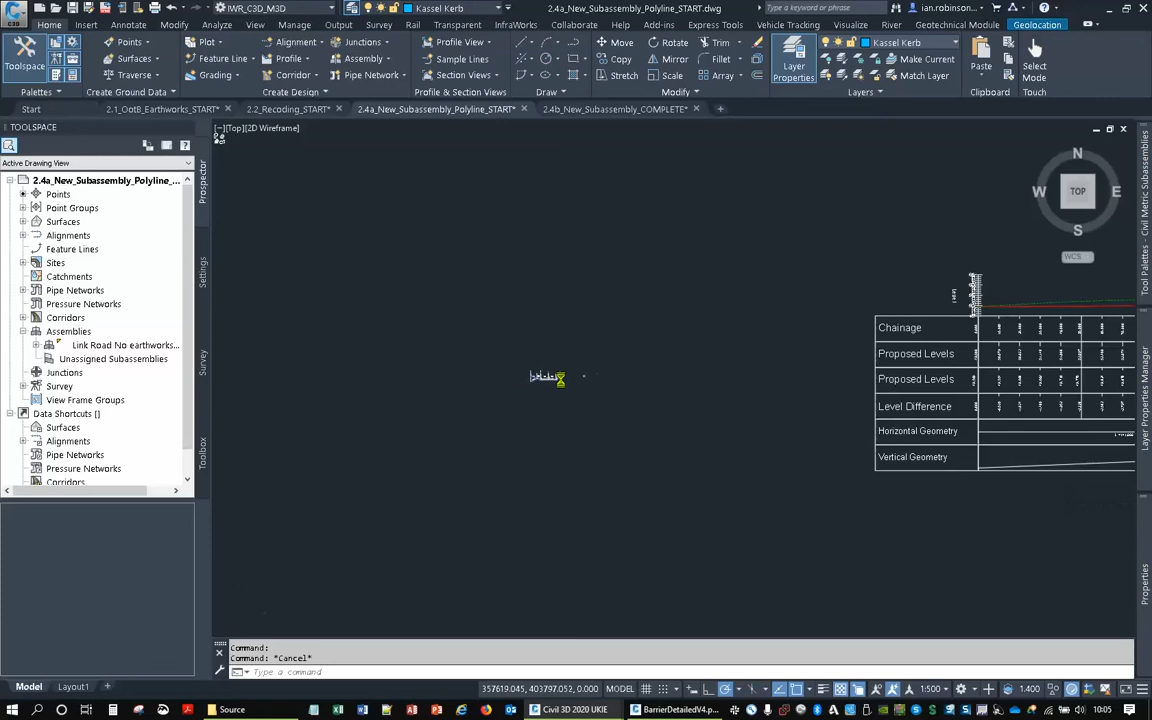 IWR_C3D_M3D
Kassel Kerb
2.4a_New_Subassembly_Polyline_START.dwg
Type a keyword or phrase
ian.robinson...
Home Insert Annotate Modify Analyze View Manage Output Survey Rail C3D Parameters Transparent InfraWorks Collaborate Help Add-ins Express Tools Vehicle Tracking Visualize River Geolocation
Toolspace
Points
Surfaces
Traverse
Plot
Feature Line
Grading
Alignment
Profile
Corridor
Junctions
Assembly
Pipe Network
Profile View
Sample Lines
Section Views
Move
Copy
Stretch
Rotate
Mirror
Scale
Trim
Fillet
Array
Layer
Properties
Kassel Kerb
Make Current
Match Layer
Paste
Select
Mode
Palettes
Create Ground Data
Create Design
Profile & Section Views
Draw
Modify
Layers
Clipboard
Touch
Start
2.1_OotB_Earthworks_START*
2.2_Recoding_START*
2.4a_New_Subassembly_Polyline_START*
2.4b_New_Subassembly_COMPLETE*
TOOLSPACE
Active Drawing View
2.4a_New_Subassembly_Polyline_...
Points
Point Groups
Surfaces
Alignments
Feature Lines
Sites
Catchments
Pipe Networks
Pressure Networks
Corridors
Assemblies
Link Road No earthworks...
Unassigned Subassemblies
Junctions
Survey
View Frame Groups
Data Shortcuts []
Surfaces
Alignments
Pipe Networks
Pressure Networks
Corridors
Prospector
Settings
Survey
Toolbox
[−][Top][2D Wireframe]
N
W
TOP
E
S
WCS
Chainage
Proposed Levels
Proposed Levels
Level Difference
Horizontal Geometry
Vertical Geometry
Tool Palettes - Civil Metric Subassemblies
Layer Properties Manager
Properties
Command:
Command: *Cancel*
Type a command
Model
Layout1
357619.045, 403797.052, 0.000
MODEL
1:500
1.400
Source
Civil 3D 2020 UKIE
BarrierDetailedV4.p...
10:05